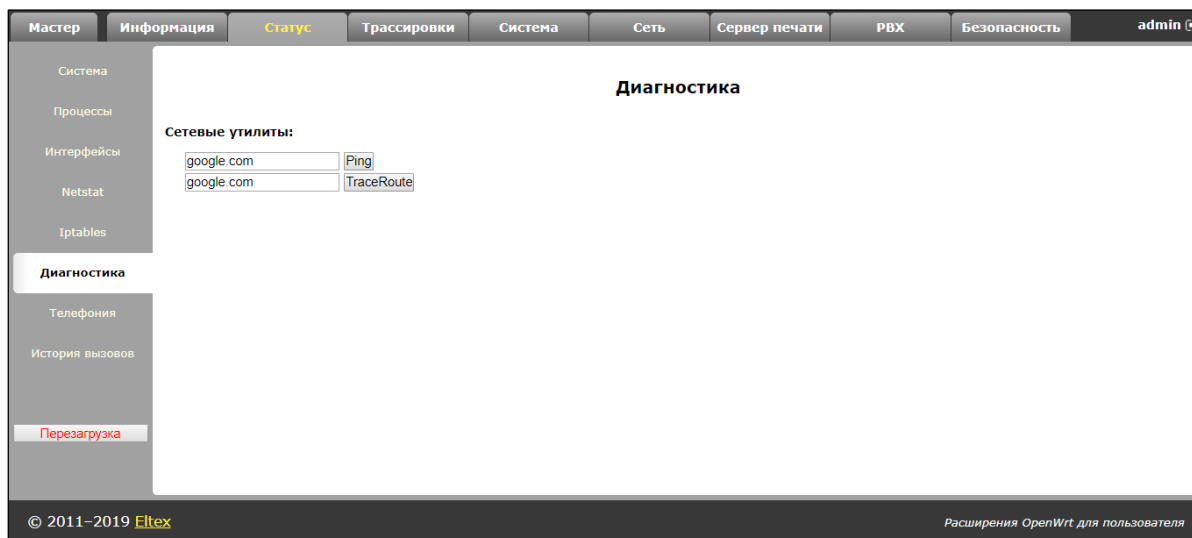 Мастер Информация Статус Трассировки Система Сеть Сервер печати PBX Безопасность admin
Система
Процессы
Интерфейсы
Netstat
Iptables
Диагностика
Телефония
История вызовов
Перезагрузка
Диагностика
Сетевые утилиты:
google.com Ping
google.com TraceRoute
© 2011–2019 Eltex
Расширения OpenWrt для пользователя